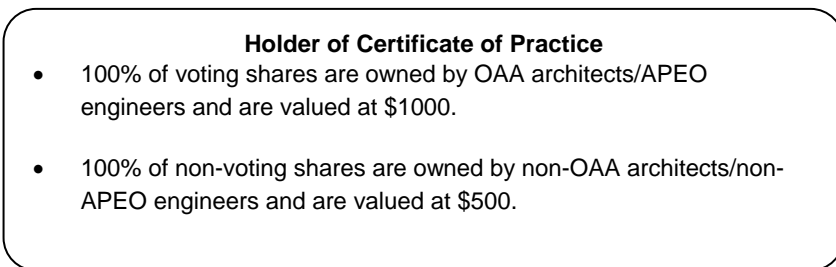 Holder of Certificate of Practice
• 100% of voting shares are owned by OAA architects/APEO
engineers and are valued at $1000.
• 100% of non-voting shares are owned by non-OAA architects/non-
APEO engineers and are valued at $500.